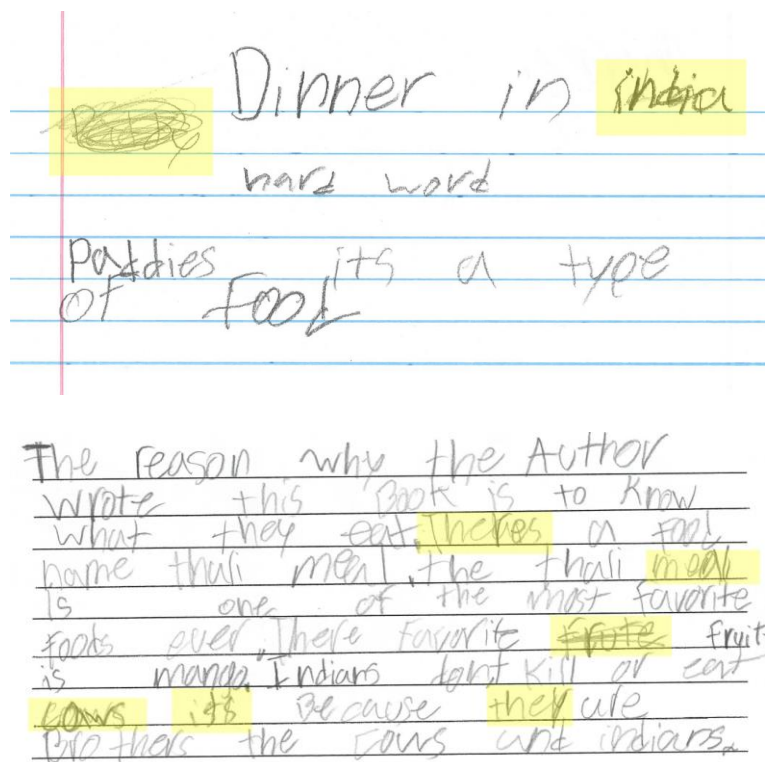 Dinner in india
hard word
Paddies its a type
of food
The reason why the Author
wrote this Book is to know
what they eat. Theres a food
name thali meal, the thali meal
is one of the most favorite
foods ever. There favorite frute fruit
is mango. Indians dont kill or eat
cows its Because they are
Brothers the cows and indians.